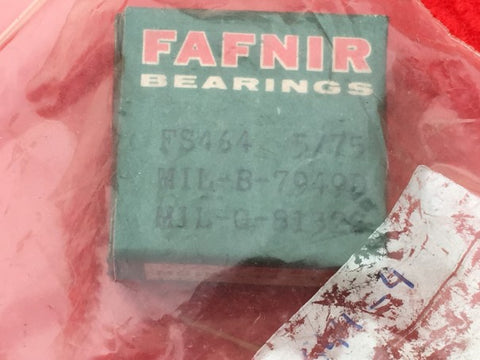 FAFNIR
BEARINGS
FS464 5/75
MIL-B-7949D
MIL-G-81322